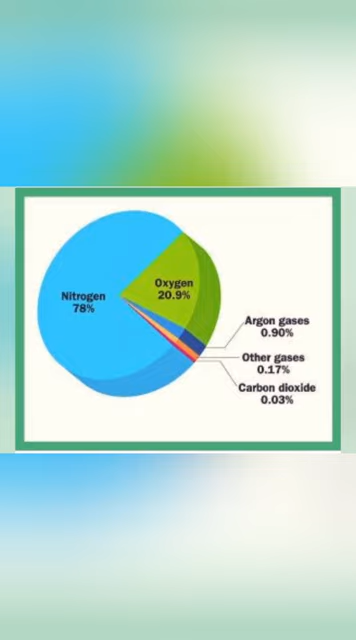 Nitrogen
78%
Oxygen
20.9%
Argon gases
0.90%
Other gases
0.17%
Carbon dioxide
0.03%